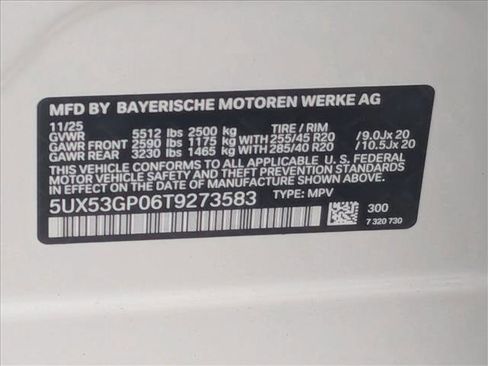 MFD BY BAYERISCHE MOTOREN WERKE AG
11/25
GVWR 5512 lbs 2500 kg TIRE / RIM
GAWR FRONT 2590 lbs 1175 kg WITH 255/45 R20 /9.0Jx 20
GAWR REAR 3230 lbs 1465 kg WITH 285/40 R20 /10.5Jx 20
THIS VEHICLE CONFORMS TO ALL APPLICABLE U. S. FEDERAL
MOTOR VEHICLE SAFETY AND THEFT PREVENTION STANDARDS
IN EFFECT ON THE DATE OF MANUFACTURE SHOWN ABOVE.
5UX53GP06T9273583 TYPE: MPV
300
7 320 730